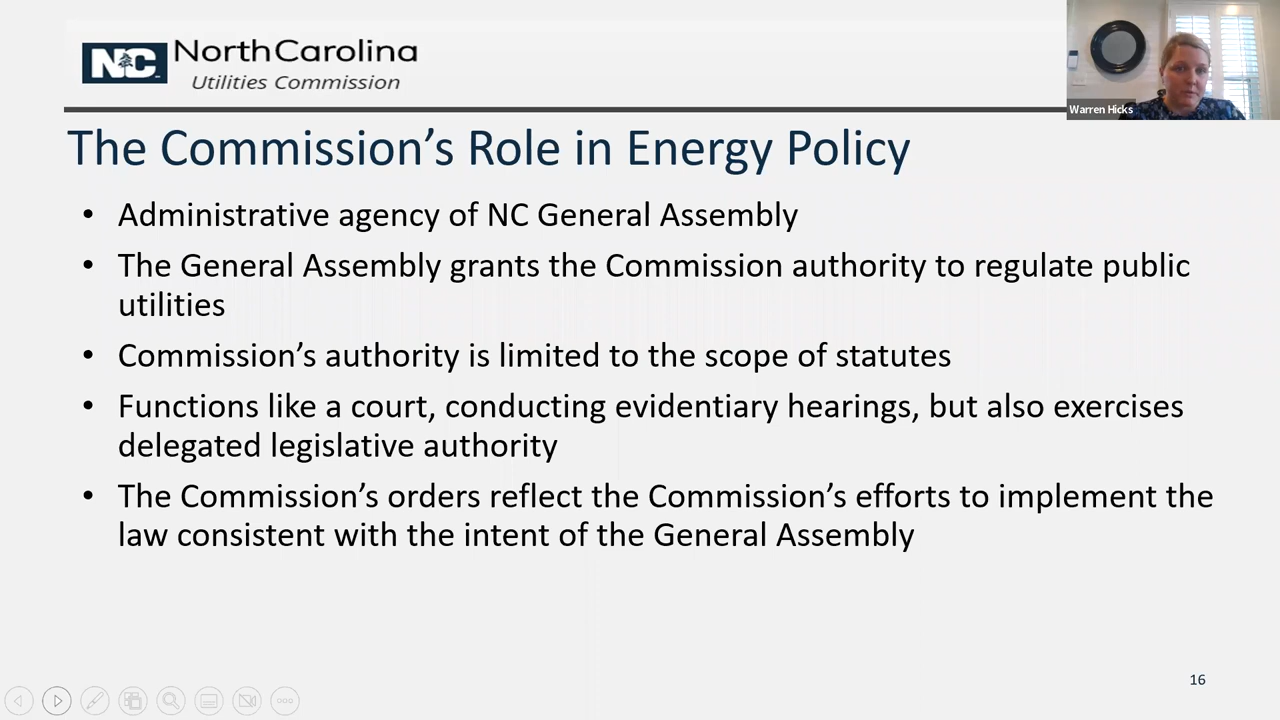 NC NorthCarolina
Utilities Commission
Warren Hicks
The Commission’s Role in Energy Policy
• Administrative agency of NC General Assembly
• The General Assembly grants the Commission authority to regulate public
utilities
• Commission’s authority is limited to the scope of statutes
• Functions like a court, conducting evidentiary hearings, but also exercises
delegated legislative authority
• The Commission’s orders reflect the Commission’s efforts to implement the
law consistent with the intent of the General Assembly
16